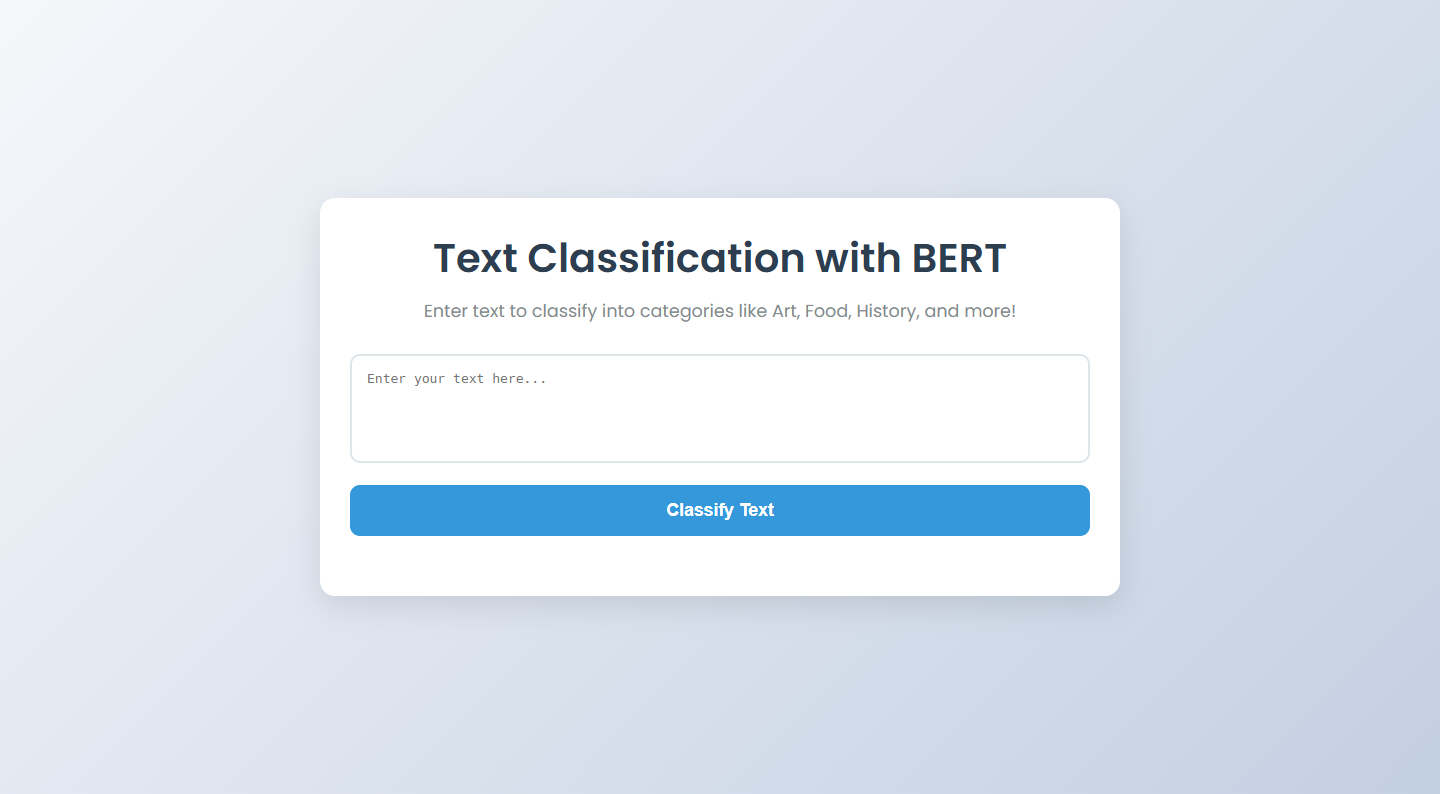 Text Classification with BERT
Enter text to classify into categories like Art, Food, History, and more!
Enter your text here...
Classify Text